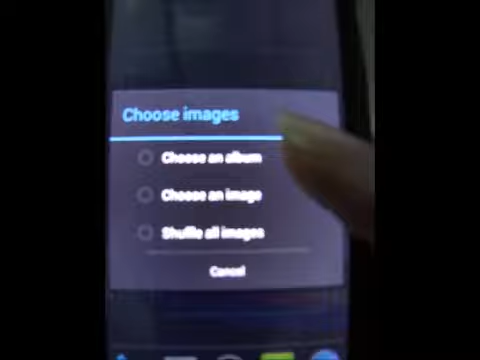 Choose images
Choose an album
Choose an image
Shuffle all images
Cancel